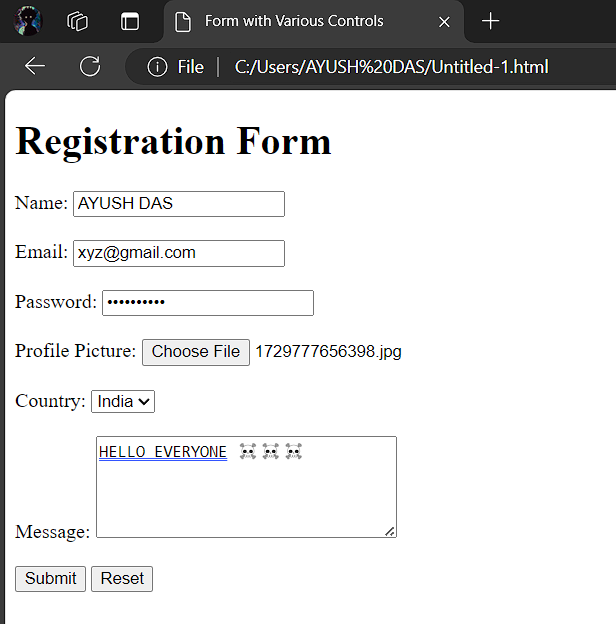 Form with Various Controls
File C:/Users/AYUSH%20DAS/Untitled-1.html
Registration Form
Name: AYUSH DAS
Email: xyz@gmail.com
Password: ••••••••••
Profile Picture: Choose File 1729777656398.jpg
Country: India
HELLO EVERYONE ☠️☠️☠️
Message:
Submit Reset